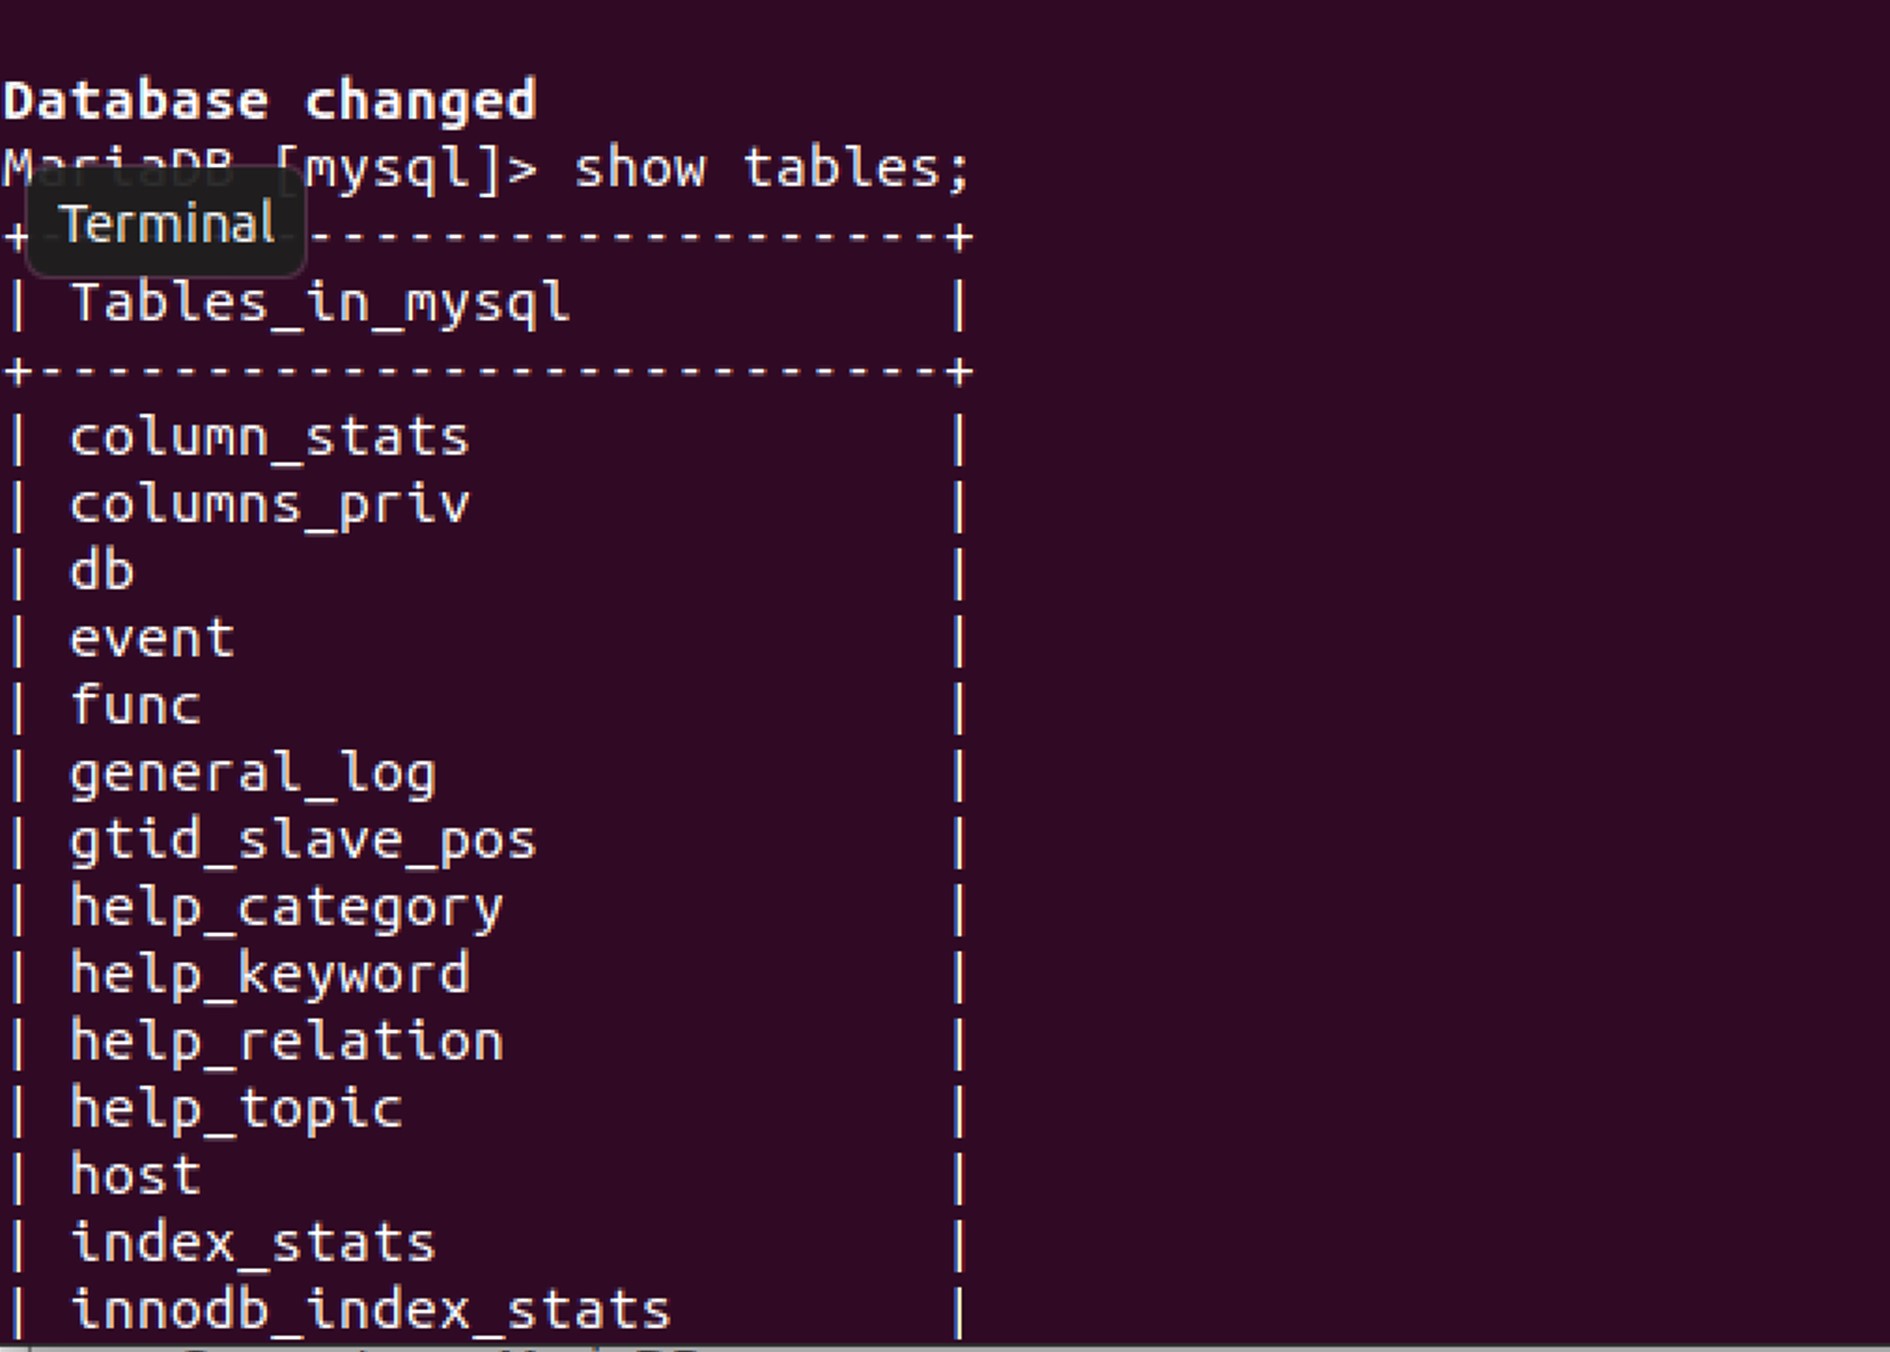 Database changed
MariaDB [mysql]> show tables;
Terminal
+----------------------------+
| Tables_in_mysql |
+---------------------------+
| column_stats |
| columns_priv |
| db |
| event |
| func |
| general_log |
| gtid_slave_pos |
| help_category |
| help_keyword |
| help_relation |
| help_topic |
| host |
| index_stats |
| innodb_index_stats |